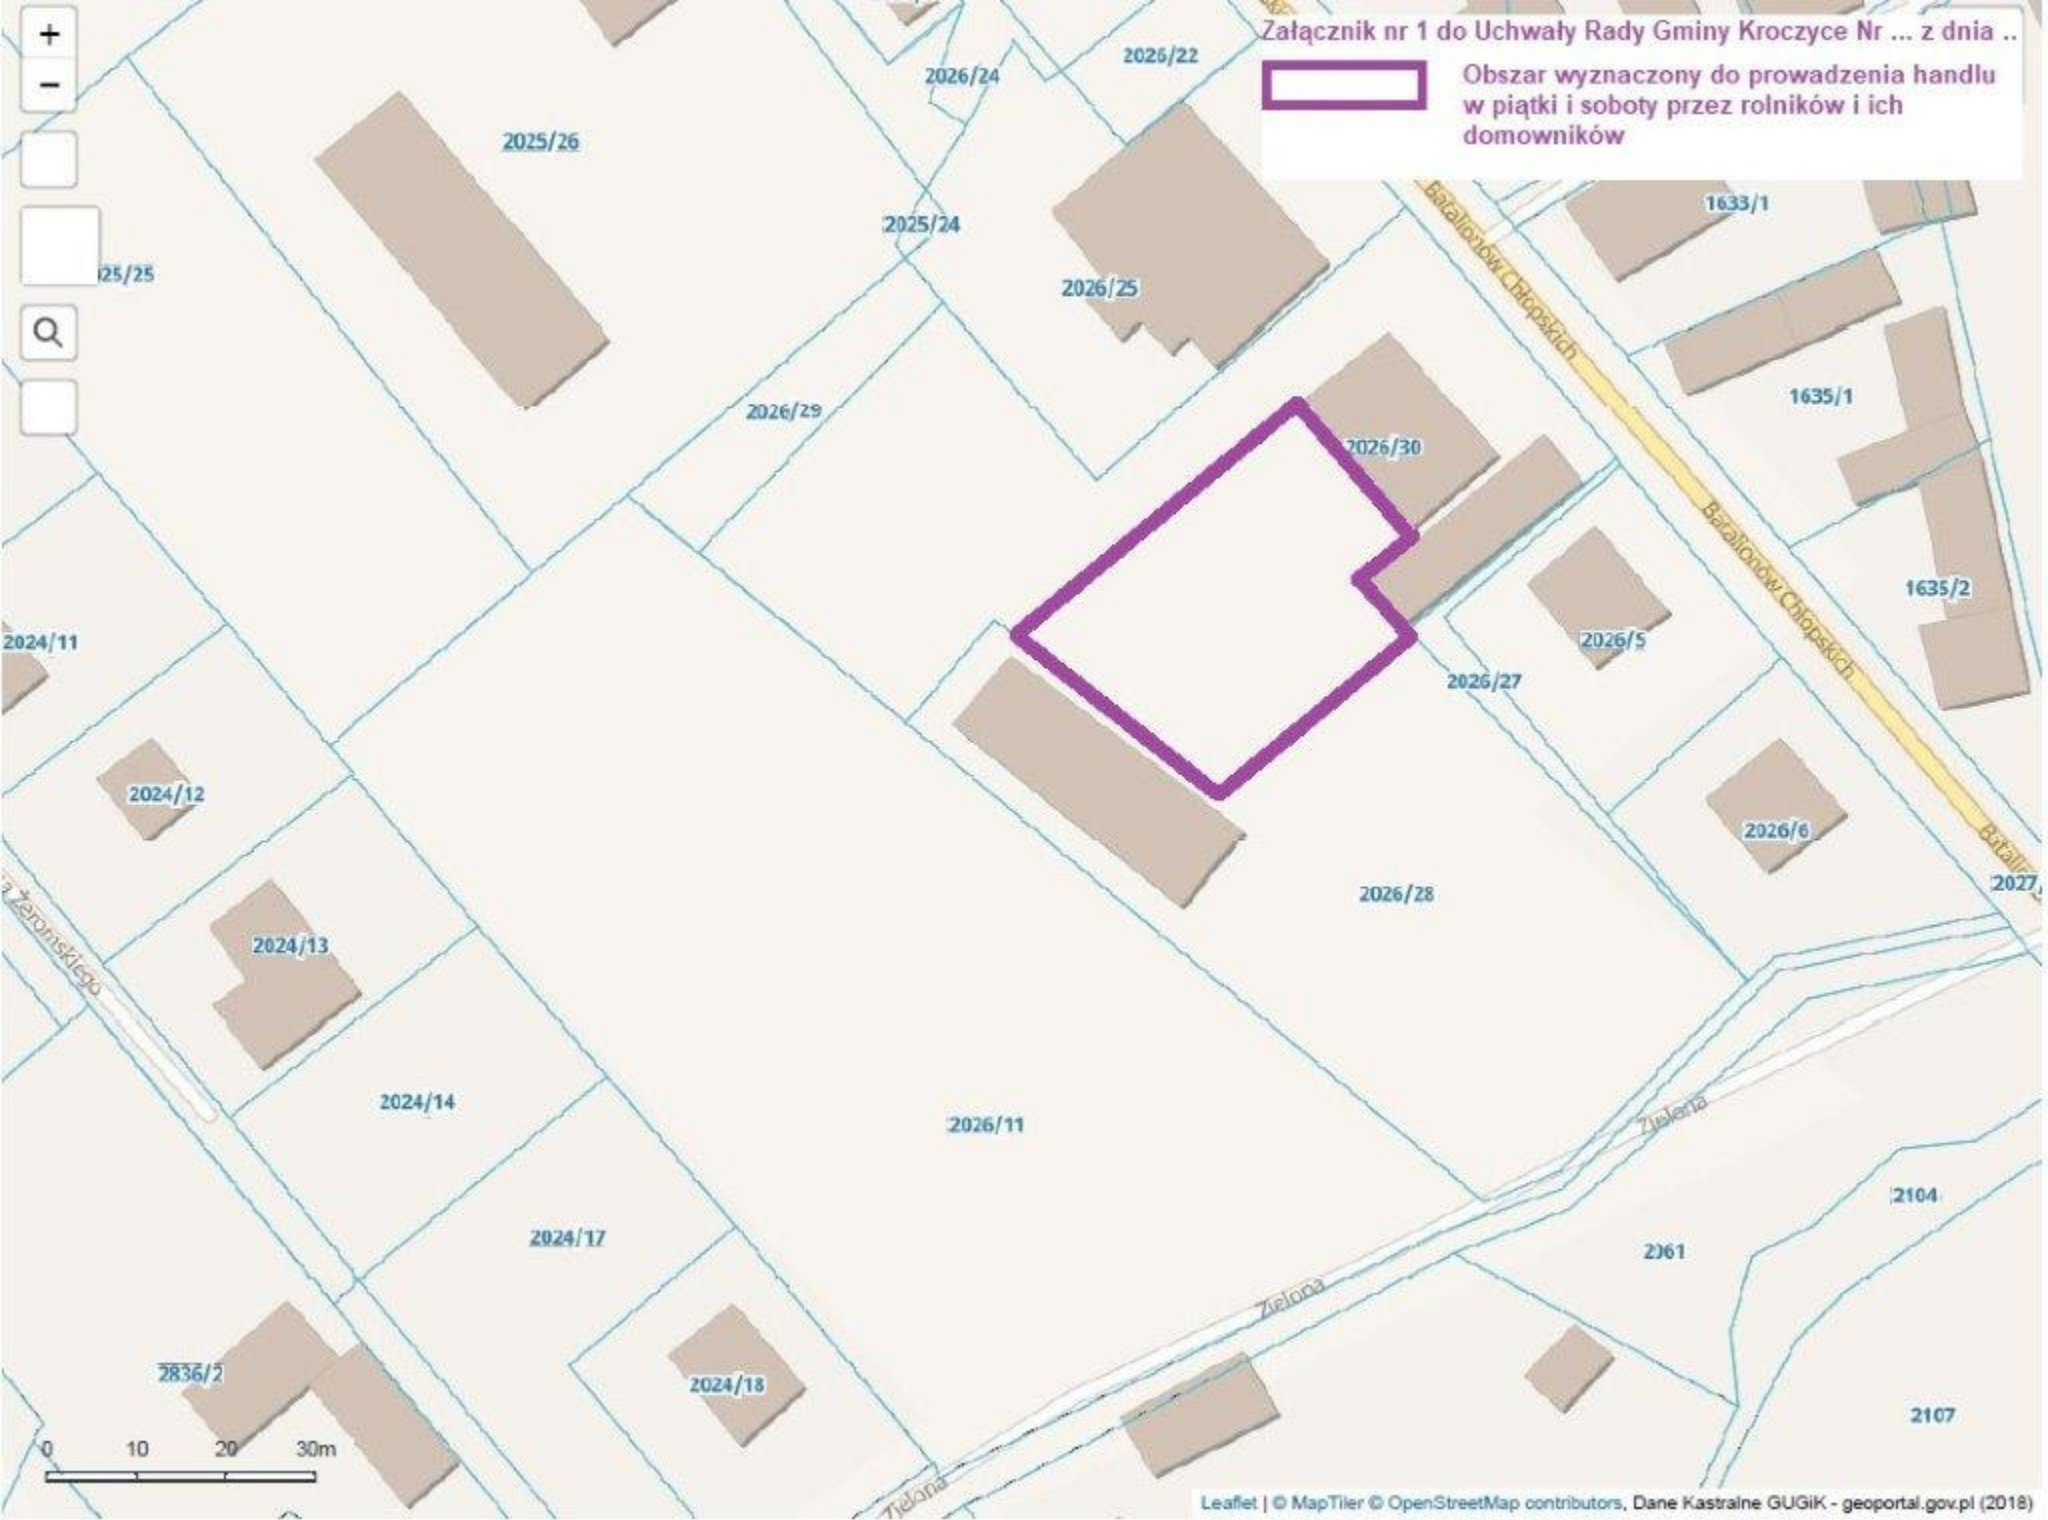 +
−
Załącznik nr 1 do Uchwały Rady Gminy Kroczyce Nr ... z dnia ..
Obszar wyznaczony do prowadzenia handlu
w piątki i soboty przez rolników i ich
domowników
2026/22
2026/24
2025/26
1633/1
2025/24
25/25
2026/25
Batalionów Chłopskich
1635/1
2026/29
2026/30
Batalionów Chłopskich
1635/2
2024/11
2026/5
2026/27
2024/12
2026/6
Batalio
2027
2026/28
a Żeromskiego
2024/13
2024/14
2026/11
Zielona
2104
2024/17
2061
Zielona
2836/2
2024/18
2107
0 10 20 30m
Zielona
Leaflet | © MapTiler © OpenStreetMap contributors, Dane Kastralne GUGiK - geoportal.gov.pl (2018)